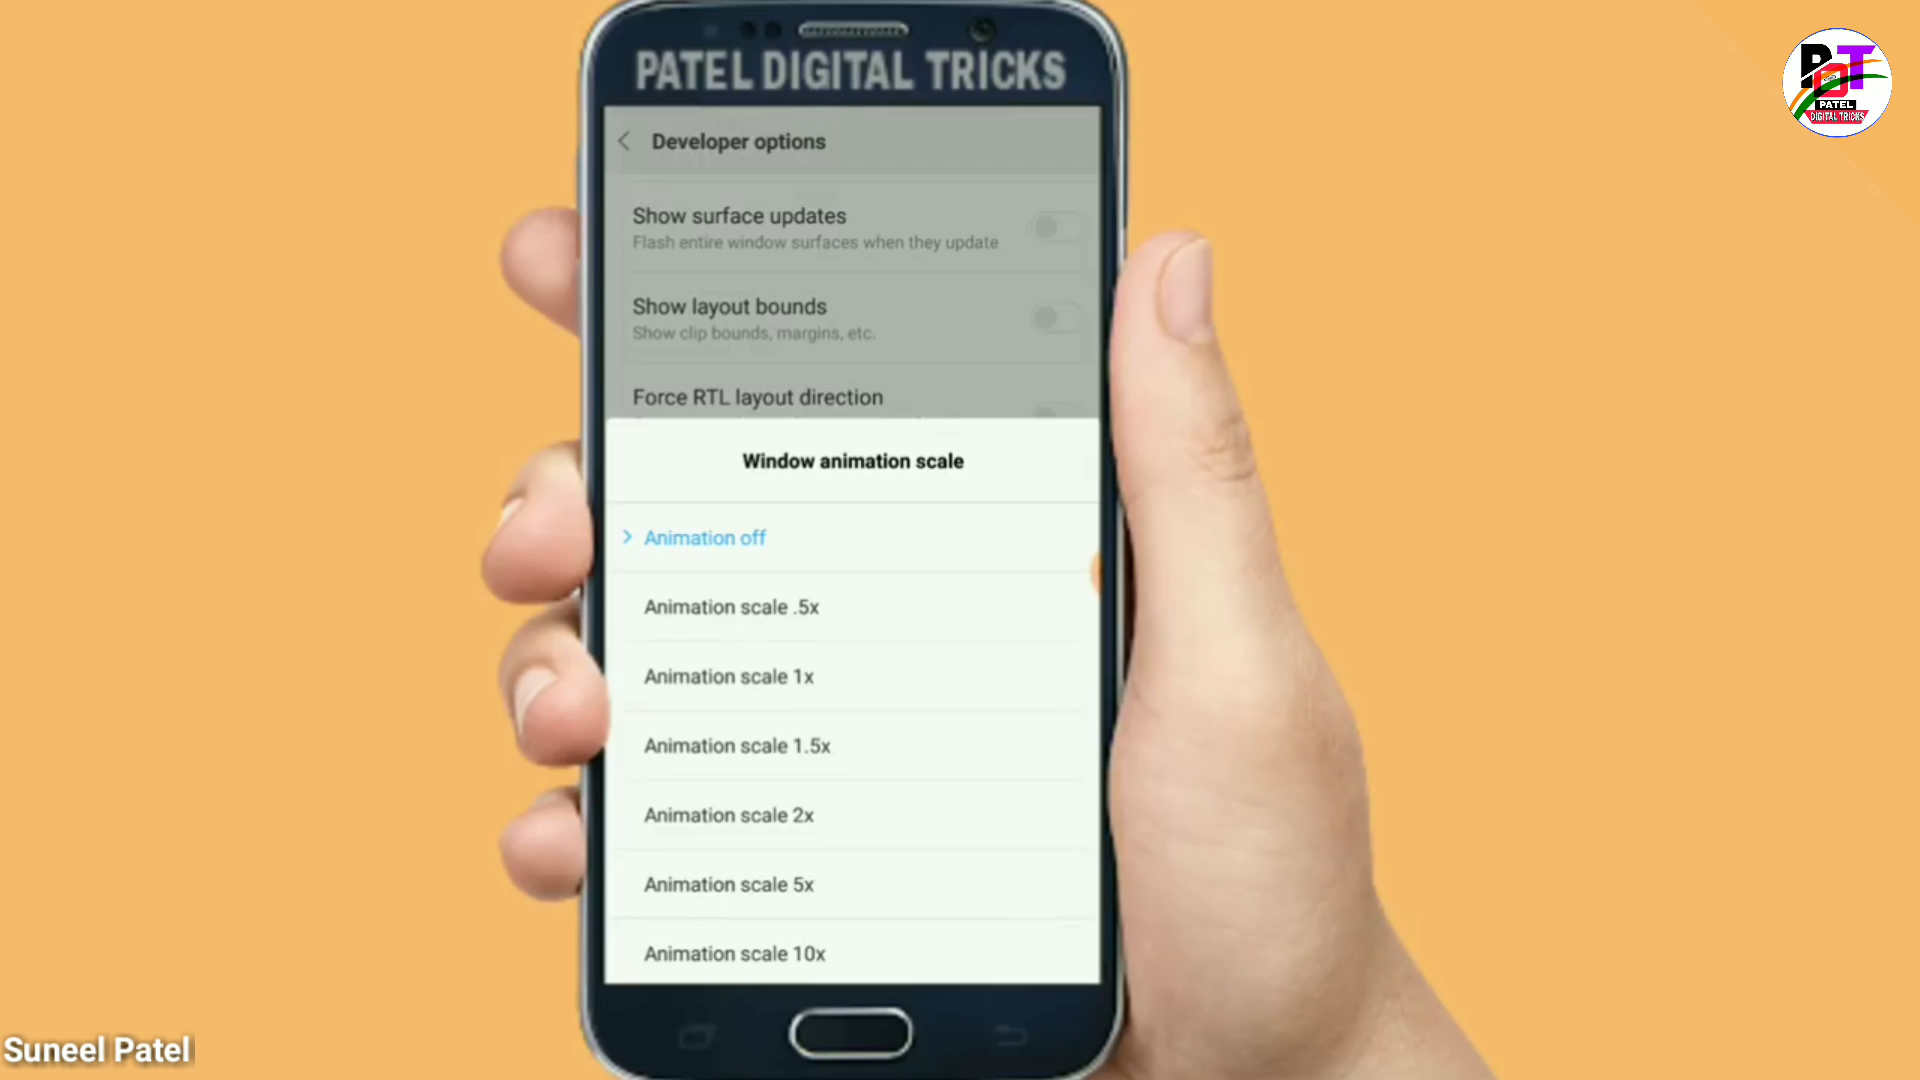 PATEL DIGITAL TRICKS
PDT
PATEL
DIGITAL TRICKS
Developer options
Show surface updates
Flash entire window surfaces when they update
Show layout bounds
Show clip bounds, margins, etc.
Force RTL layout direction
Window animation scale
Animation off
Animation scale .5x
Animation scale 1x
Animation scale 1.5x
Animation scale 2x
Animation scale 5x
Animation scale 10x
Suneel Patel